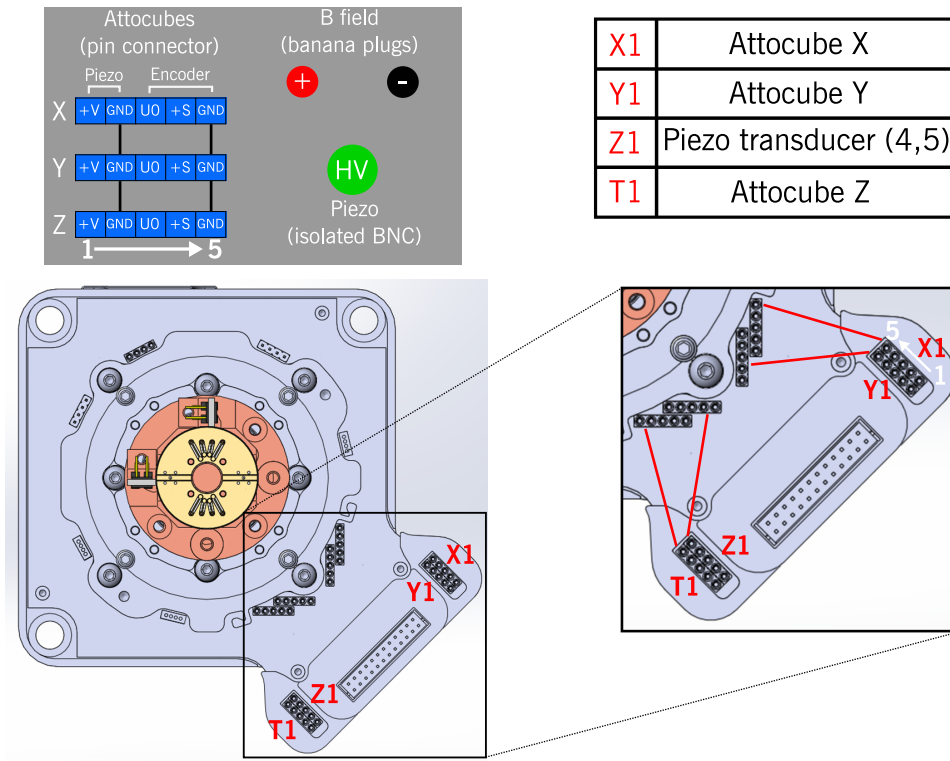 Attocubes
(pin connector)
Piezo Encoder
X +V GND U0 +S GND
Y +V GND U0 +S GND
Z +V GND U0 +S GND
1 5
B field
(banana plugs)
+ -
HV
Piezo
(isolated BNC)
X1 Attocube X
Y1 Attocube Y
Z1 Piezo transducer (4,5)
T1 Attocube Z
X1
Y1
Z1
T1
5
X1
1
Y1
Z1
T1